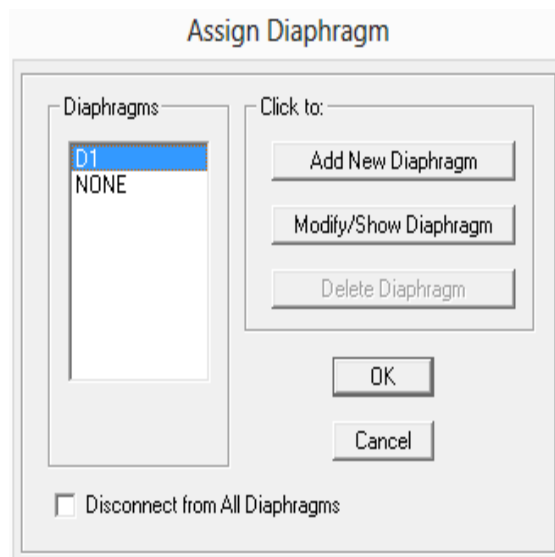 Assign Diaphragm
Diaphragms
D1
NONE
Click to:
Add New Diaphragm
Modify/Show Diaphragm
Delete Diaphragm
OK
Cancel
Disconnect from All Diaphragms